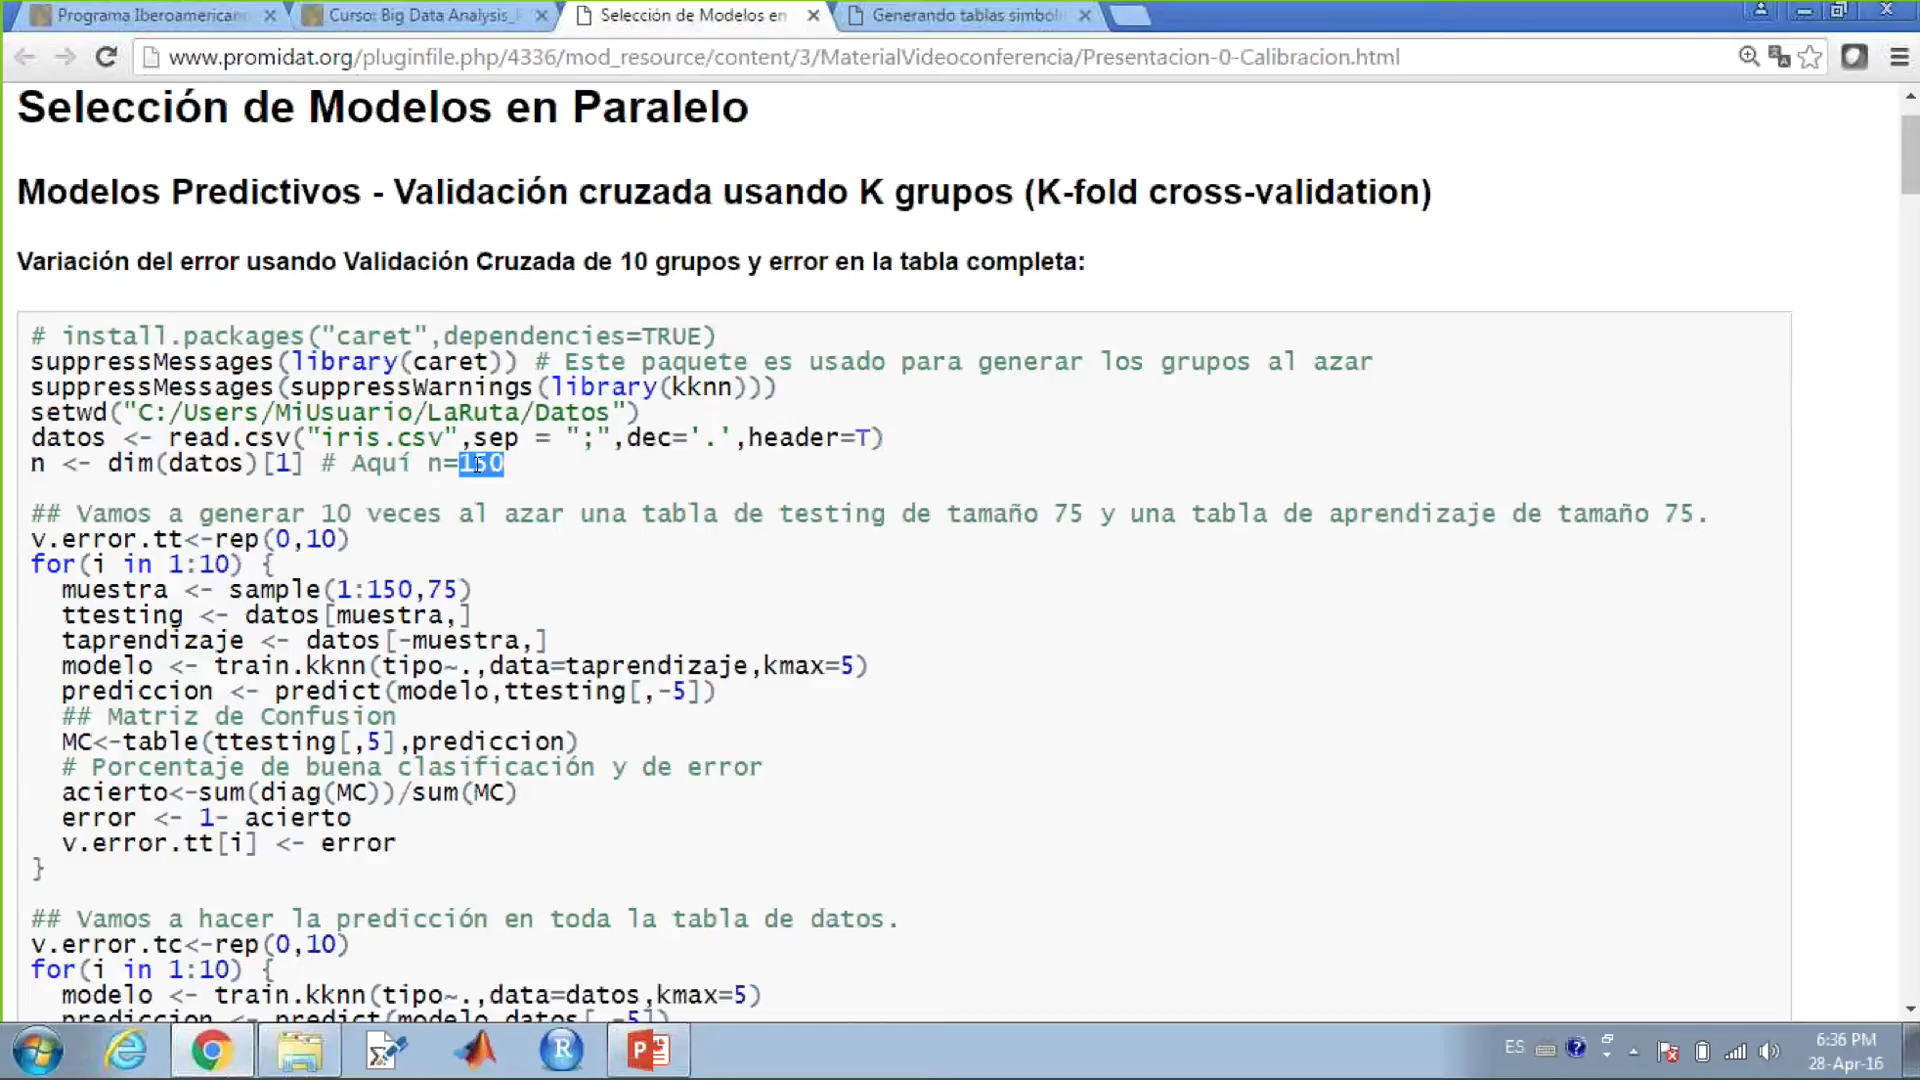 Programa Iberoamerican
Curso: Big Data Analysis_
Selección de Modelos en
Generando tablas simból
www.promidat.org/pluginfile.php/4336/mod_resource/content/3/MaterialVideoconferencia/Presentacion-0-Calibracion.html
Selección de Modelos en Paralelo
Modelos Predictivos - Validación cruzada usando K grupos (K-fold cross-validation)
Variación del error usando Validación Cruzada de 10 grupos y error en la tabla completa:
# install.packages("caret",dependencies=TRUE)
suppressMessages(library(caret)) # Este paquete es usado para generar los grupos al azar
suppressMessages(suppressWarnings(library(kknn)))
setwd("C:/Users/MiUsuario/LaRuta/Datos")
datos <- read.csv("iris.csv",sep = ";",dec='.',header=T)
n <- dim(datos)[1] # Aquí n=150
## Vamos a generar 10 veces al azar una tabla de testing de tamaño 75 y una tabla de aprendizaje de tamaño 75.
v.error.tt<-rep(0,10)
for(i in 1:10) {
muestra <- sample(1:150,75)
ttesting <- datos[muestra,]
taprendizaje <- datos[-muestra,]
modelo <- train.kknn(tipo~.,data=taprendizaje,kmax=5)
prediccion <- predict(modelo,ttesting[,-5])
## Matriz de Confusion
MC<-table(ttesting[,5],prediccion)
# Porcentaje de buena clasificación y de error
acierto<-sum(diag(MC))/sum(MC)
error <- 1- acierto
v.error.tt[i] <- error
}
## Vamos a hacer la predicción en toda la tabla de datos.
v.error.tc<-rep(0,10)
for(i in 1:10) {
modelo <- train.kknn(tipo~.,data=datos,kmax=5)
prediccion <- predict(modelo,datos[,-5])
ES
6:36 PM
28-Apr-16